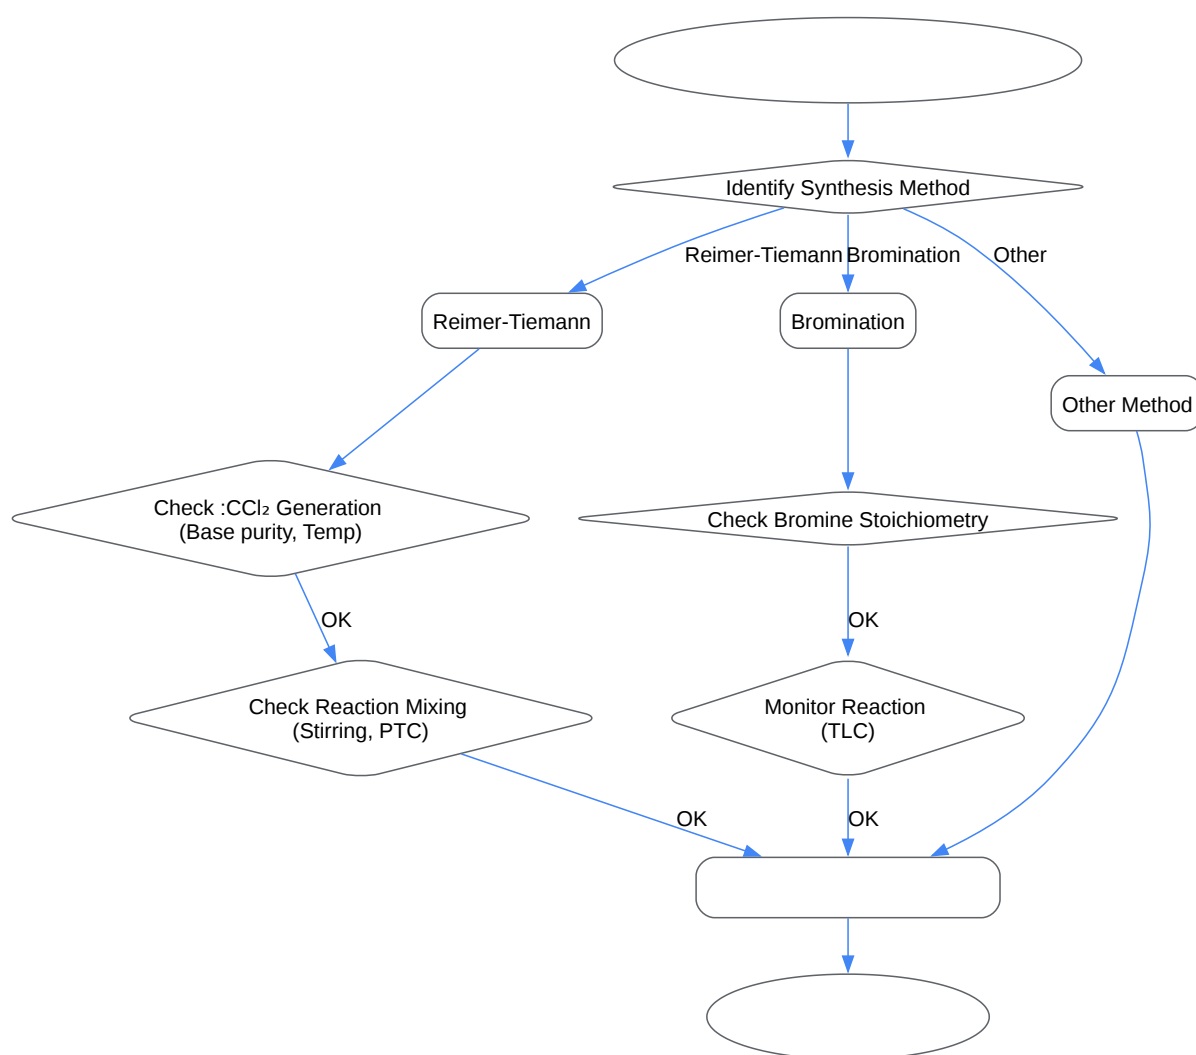 Identify Synthesis Method
Reimer-Tiemann
Bromination
Other
Reimer-Tiemann
Bromination
Other Method
Check :CCl₂ Generation
(Base purity, Temp)
Check Bromine Stoichiometry
OK
OK
Check Reaction Mixing
(Stirring, PTC)
Monitor Reaction
(TLC)
OK
OK